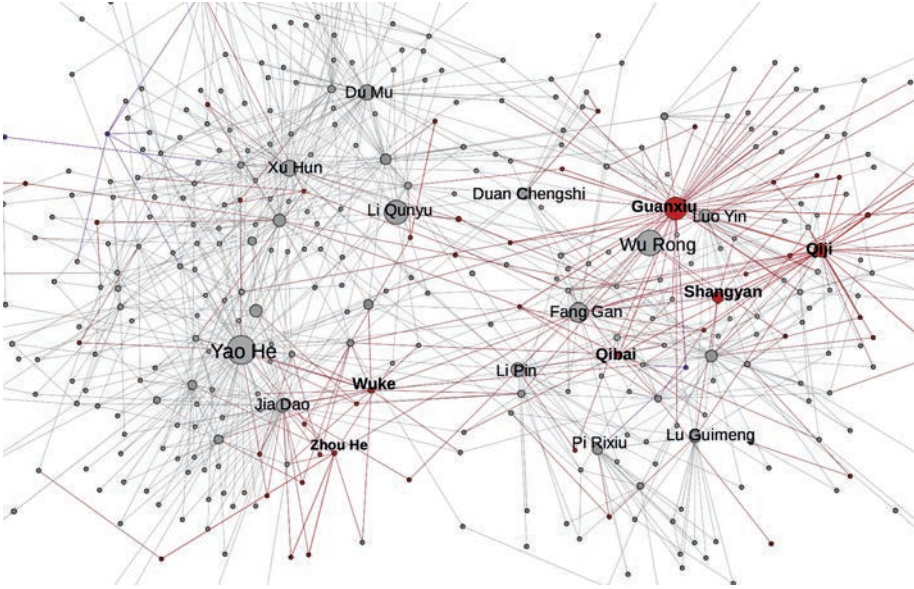 Du Mu
Xu Hun
Duan Chengshi
Li Qunyu
Guanxiu
Luo Yin
Wu Rong
Qiji
Shangyan
Fang Gan
Yao He
Qibai
Li Pin
Wuke
Jia Dao
Zhou He
Pi Rixiu
Lu Guimeng